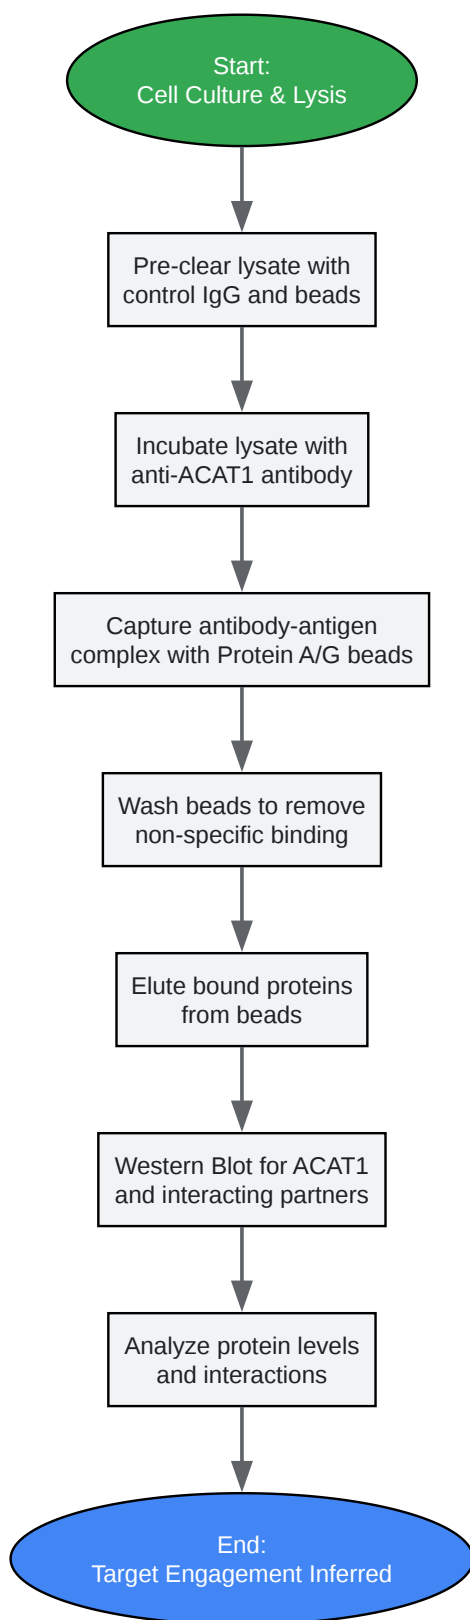 Start:
Cell Culture & Lysis
Pre-clear lysate with
control IgG and beads
Incubate lysate with
anti-ACAT1 antibody
Capture antibody-antigen
complex with Protein A/G beads
Wash beads to remove
non-specific binding
Elute bound proteins
from beads
Western Blot for ACAT1
and interacting partners
Analyze protein levels
and interactions
End:
Target Engagement Inferred